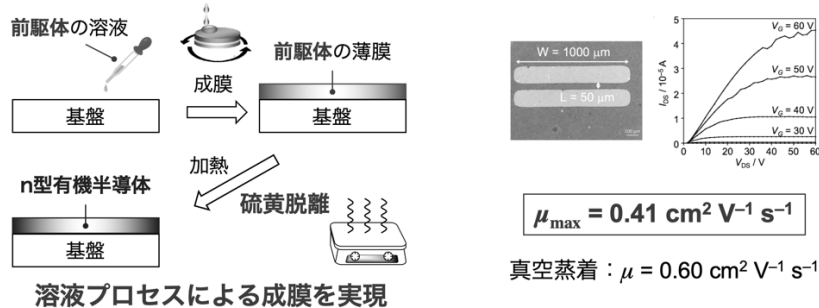 前駆体の溶液
基盤
成膜
前駆体の薄膜
基盤
加熱
硫黄脱離
n型有機半導体
基盤
溶液プロセスによる成膜を実現
W = 1000 μm
L = 50 μm
I_DS / 10⁻⁵ A
5
4
3
2
1
0
V_G = 60 V
V_G = 50 V
V_G = 40 V
V_G = 30 V
0 10 20 30 40 50 60
V_DS / V
μ_max = 0.41 cm² V⁻¹ s⁻¹
真空蒸着：μ = 0.60 cm² V⁻¹ s⁻¹